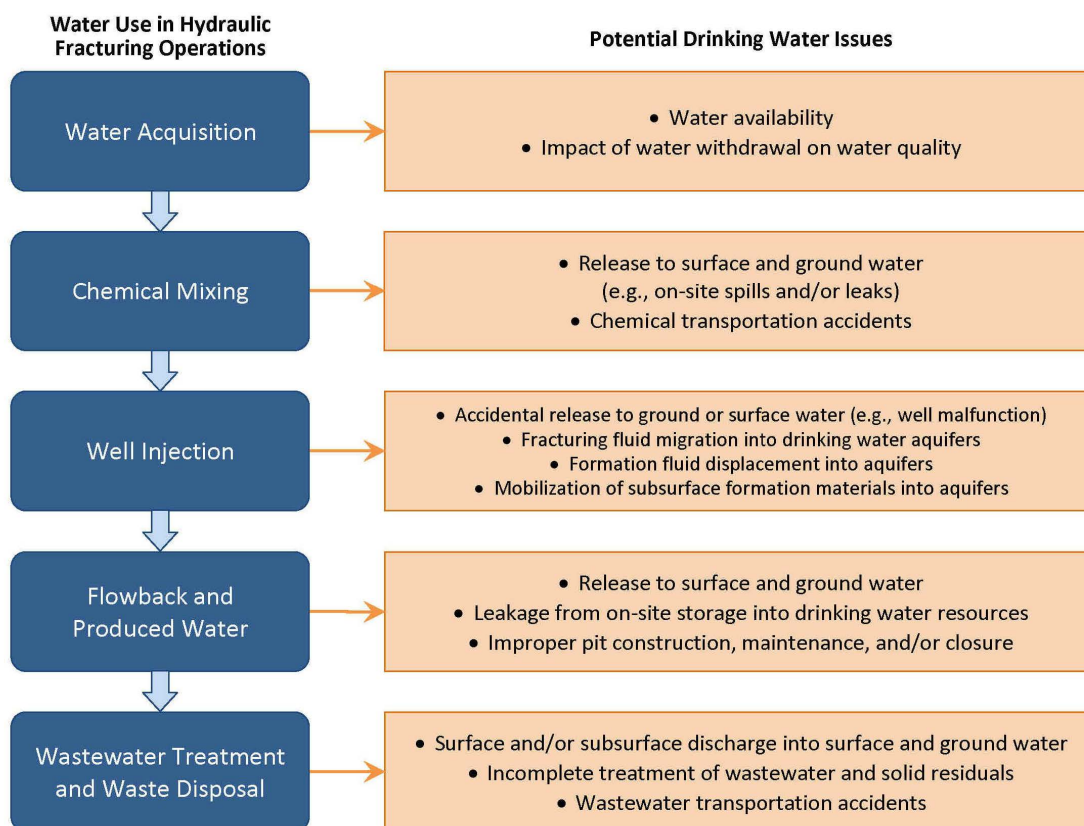 Water Use in Hydraulic
Fracturing Operations
Potential Drinking Water Issues
Water Acquisition
• Water availability
• Impact of water withdrawal on water quality
Chemical Mixing
• Release to surface and ground water
(e.g., on-site spills and/or leaks)
• Chemical transportation accidents
Well Injection
• Accidental release to ground or surface water (e.g., well malfunction)
• Fracturing fluid migration into drinking water aquifers
• Formation fluid displacement into aquifers
• Mobilization of subsurface formation materials into aquifers
Flowback and
Produced Water
• Release to surface and ground water
• Leakage from on-site storage into drinking water resources
• Improper pit construction, maintenance, and/or closure
Wastewater Treatment
and Waste Disposal
• Surface and/or subsurface discharge into surface and ground water
• Incomplete treatment of wastewater and solid residuals
• Wastewater transportation accidents